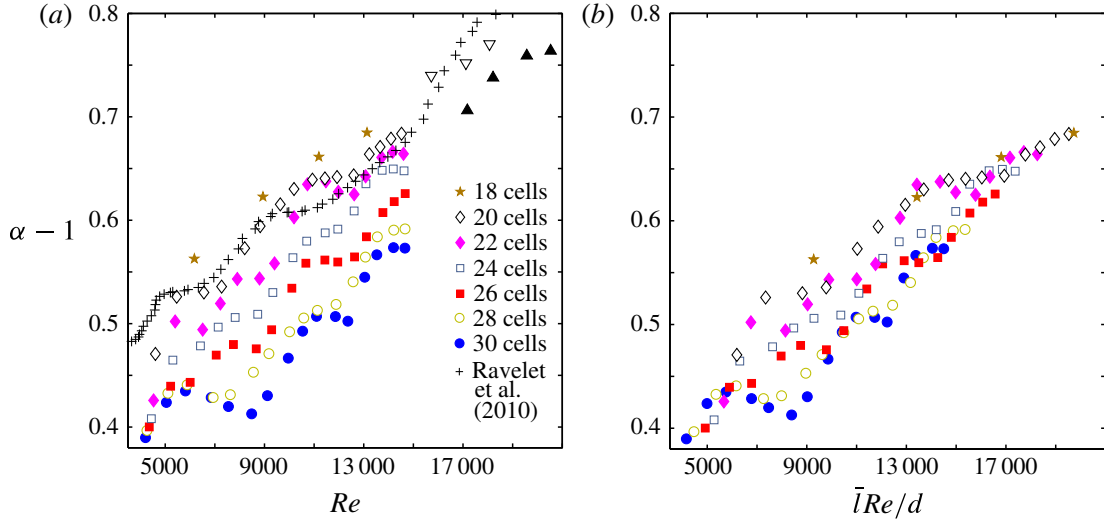 (a)
0.8
0.7
0.6
0.5
0.4
α − 1
5000 9000 13 000 17 000
Re
18 cells
20 cells
22 cells
24 cells
26 cells
28 cells
30 cells
Ravelet
et al.
(2010)
(b)
0.8
0.7
0.6
0.5
0.4
5000 9000 13 000 17 000
l̄Re/d